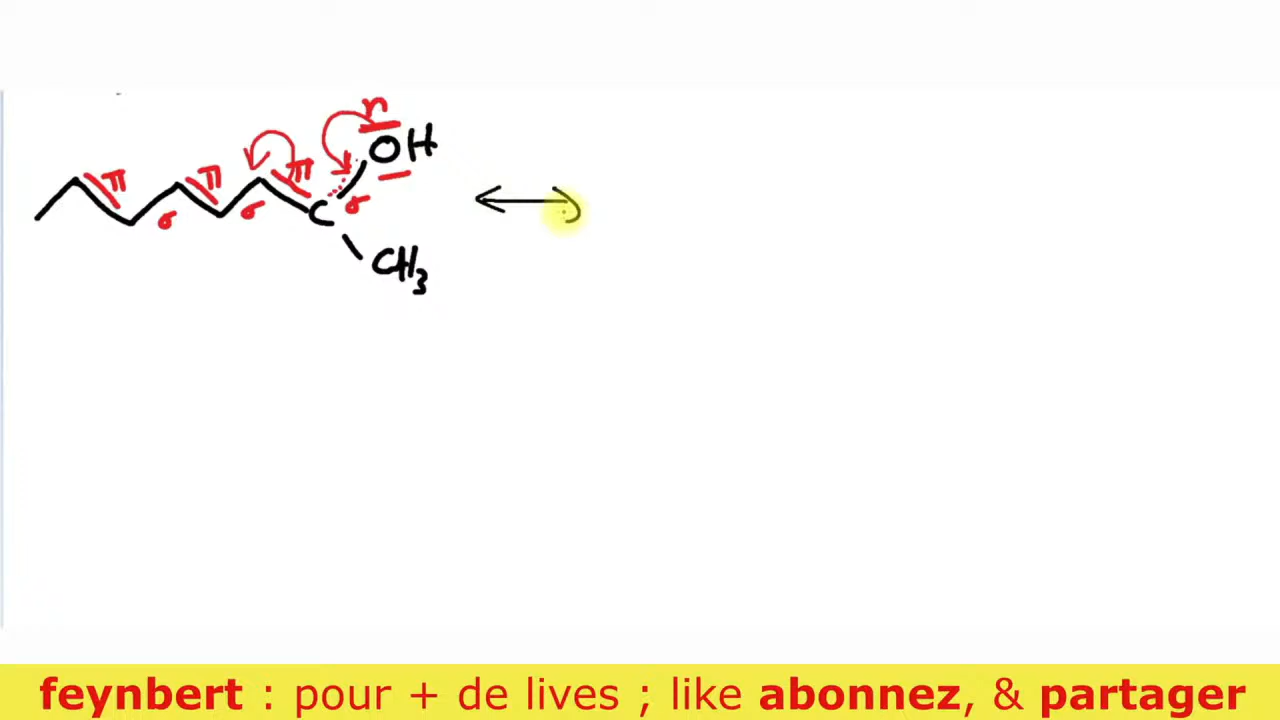 n
π π π OH
σ σ C σ
CH3
feynbert : pour + de lives ; like abonnez, & partager